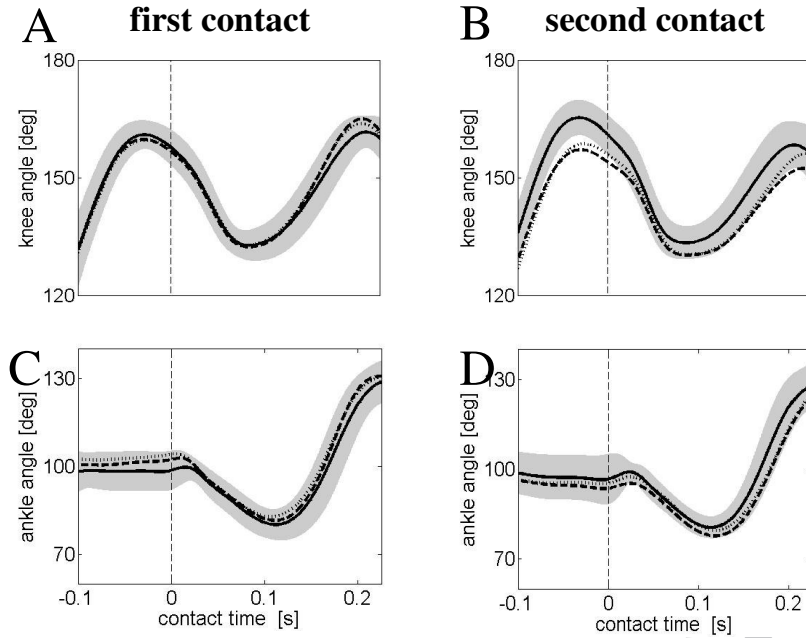 A first contact
B second contact
180
150
120
knee angle [deg]
180
150
120
knee angle [deg]
C
130
100
70
ankle angle [deg]
-0.1 0 0.1 0.2
contact time [s]
D
130
100
70
ankle angle [deg]
-0.1 0 0.1 0.2
contact time [s]